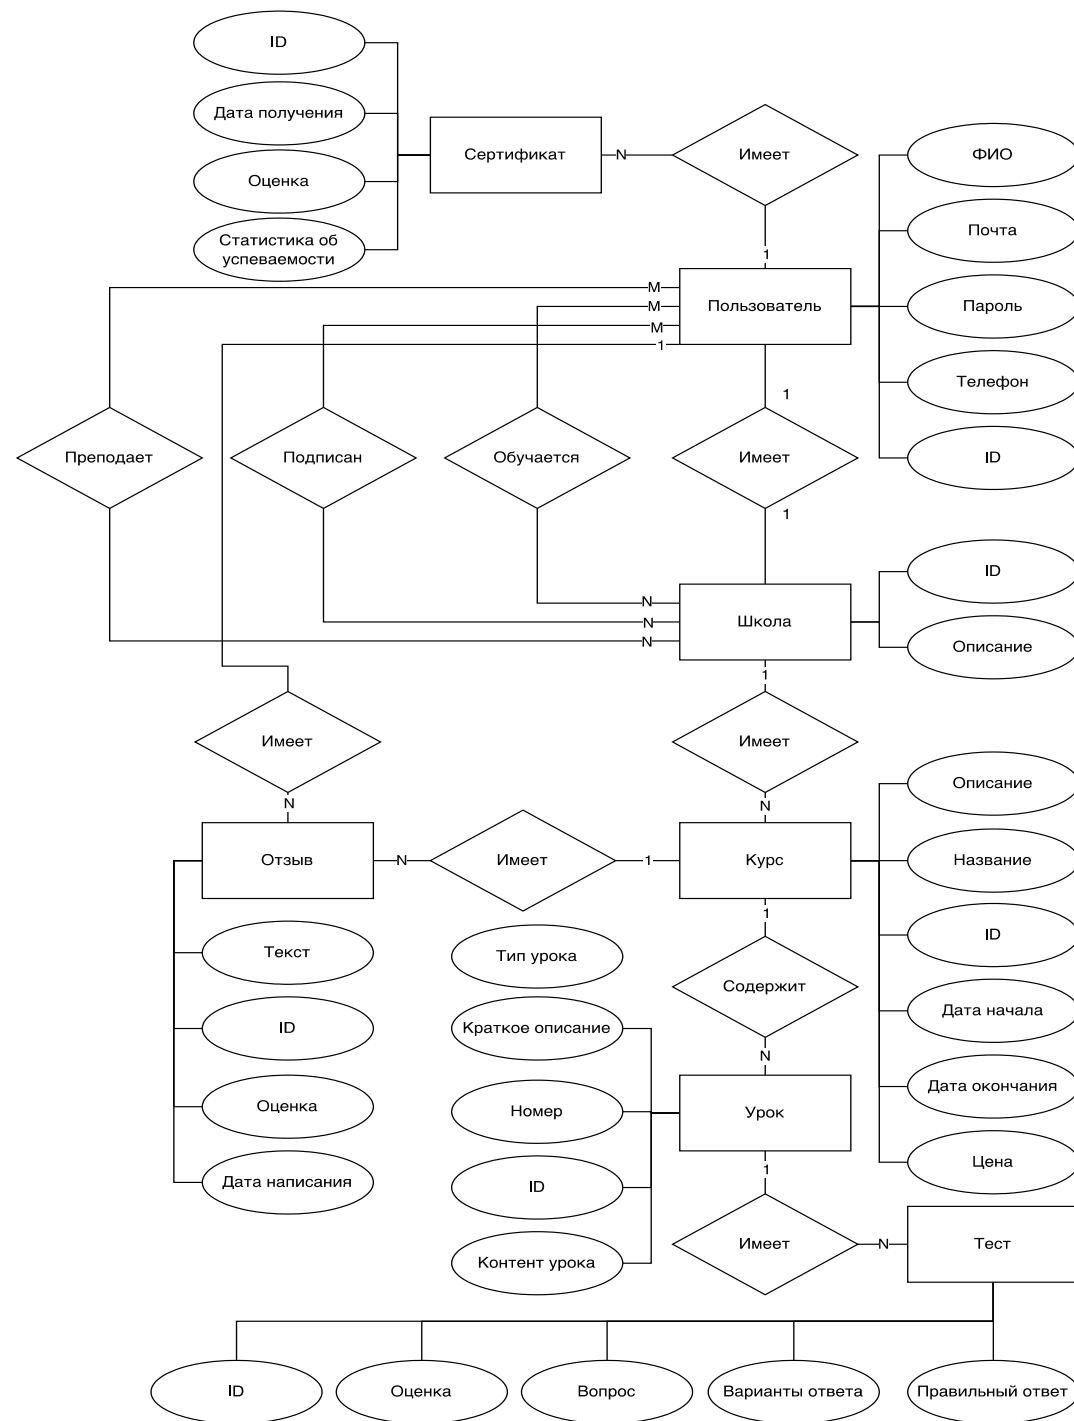 ID
Дата получения
Оценка
Статистика об
успеваемости
Сертификат
N
Имеет
1
ФИО
Почта
Пароль
Телефон
ID
Пользователь
M
M
M
1
1
Преподает
Подписан
Обучается
Имеет
1
N
N
N
Школа
ID
Описание
1
Имеет
N
Имеет
N
Отзыв
N
Имеет
1
Курс
Описание
Название
ID
Дата начала
Дата окончания
Цена
1
Содержит
N
Текст
ID
Оценка
Дата написания
Тип урока
Краткое описание
Номер
ID
Контент урока
Урок
1
Имеет
N
Тест
ID
Оценка
Вопрос
Варианты ответа
Правильный ответ